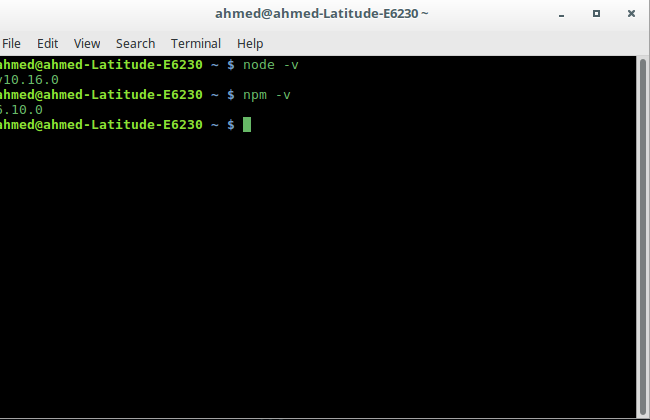 ahmed@ahmed-Latitude-E6230 ~
File Edit View Search Terminal Help
ahmed@ahmed-Latitude-E6230 ~ $ node -v
v10.16.0
ahmed@ahmed-Latitude-E6230 ~ $ npm -v
6.10.0
ahmed@ahmed-Latitude-E6230 ~ $